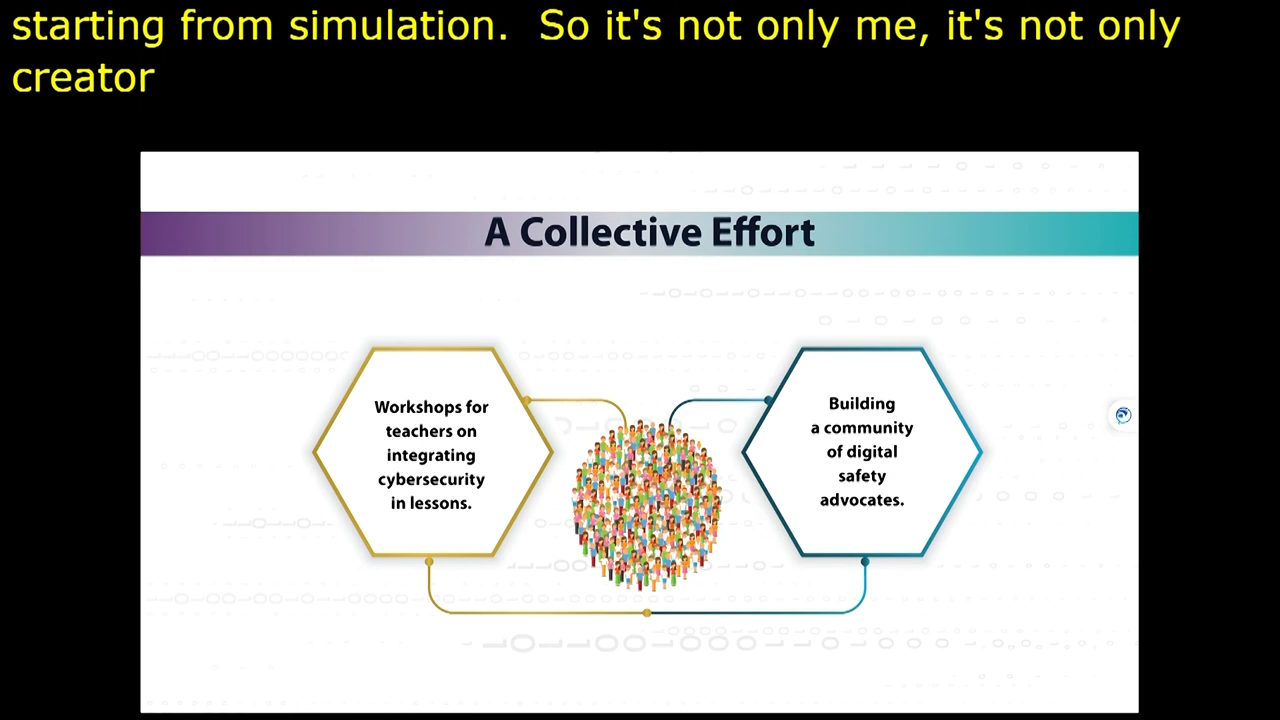 starting from simulation.  So it's not only me, it's not only
creator
A Collective Effort
Workshops for
teachers on
integrating
cybersecurity
in lessons.
Building
a community
of digital
safety
advocates.